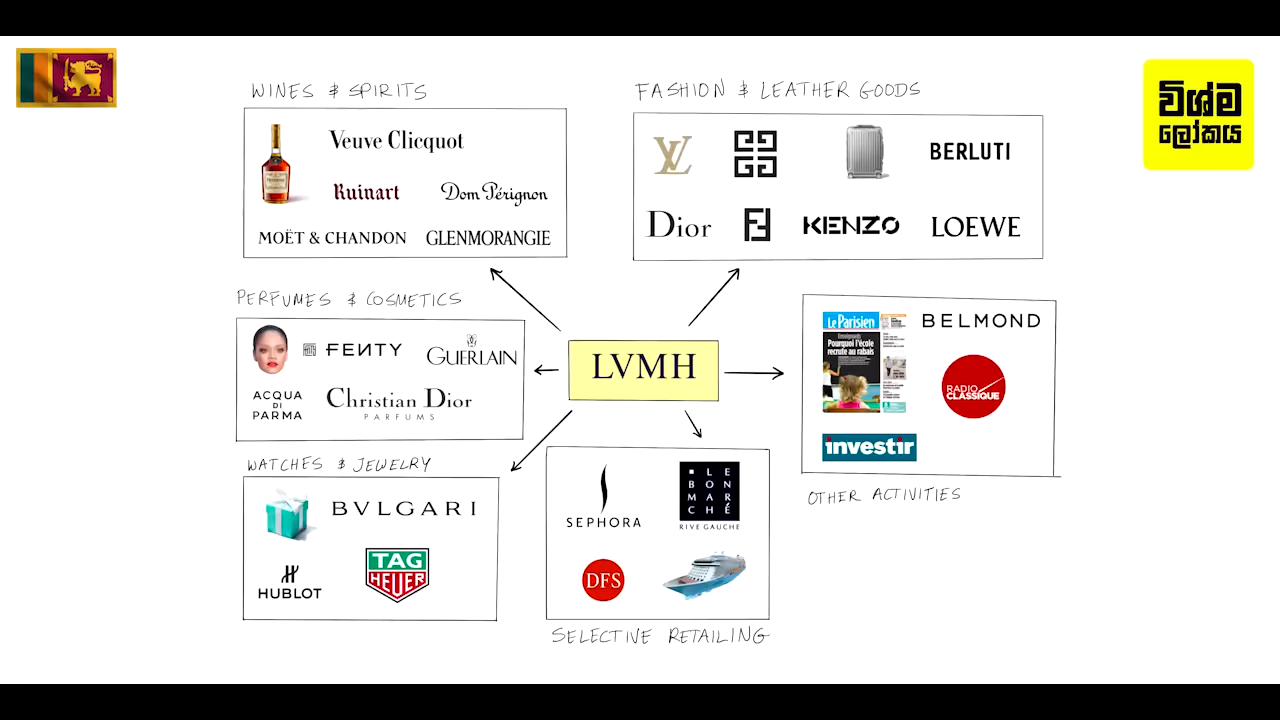 WINES & SPIRITS
FASHION & LEATHER GOODS
විශ්ම
ලෝකය
Veuve Clicquot
Ruinart
Dom Pérignon
MOËT & CHANDON
GLENMORANGIE
LV
BERLUTI
Dior
KENZO
LOEWE
PERFUMES & COSMETICS
FENTY
GUERLAIN
ACQUA
DI
PARMA
Christian Dior
PARFUMS
LVMH
Le Parisien
Pourquoi l'école
recrute au rabais
BELMOND
RADIO
CLASSIQUE
investir
OTHER ACTIVITIES
WATCHES & JEWELRY
BVLGARI
HUBLOT
TAG
HEUER
SEPHORA
LE BON MARCHÉ
RIVE GAUCHE
DFS
SELECTIVE RETAILING